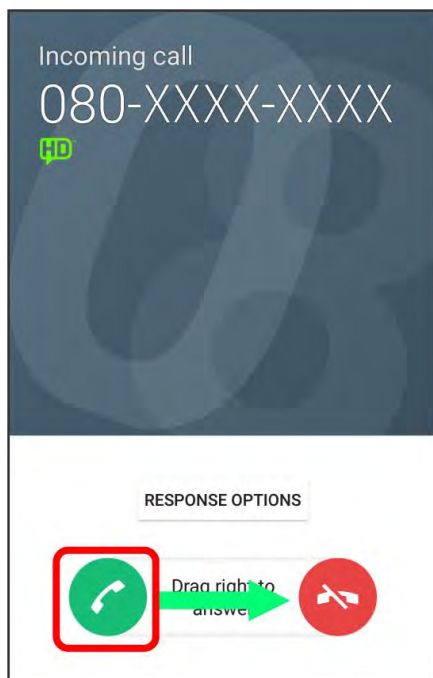 Incoming call
080-XXXX-XXXX
HD
RESPONSE OPTIONS
Drag right to
answer